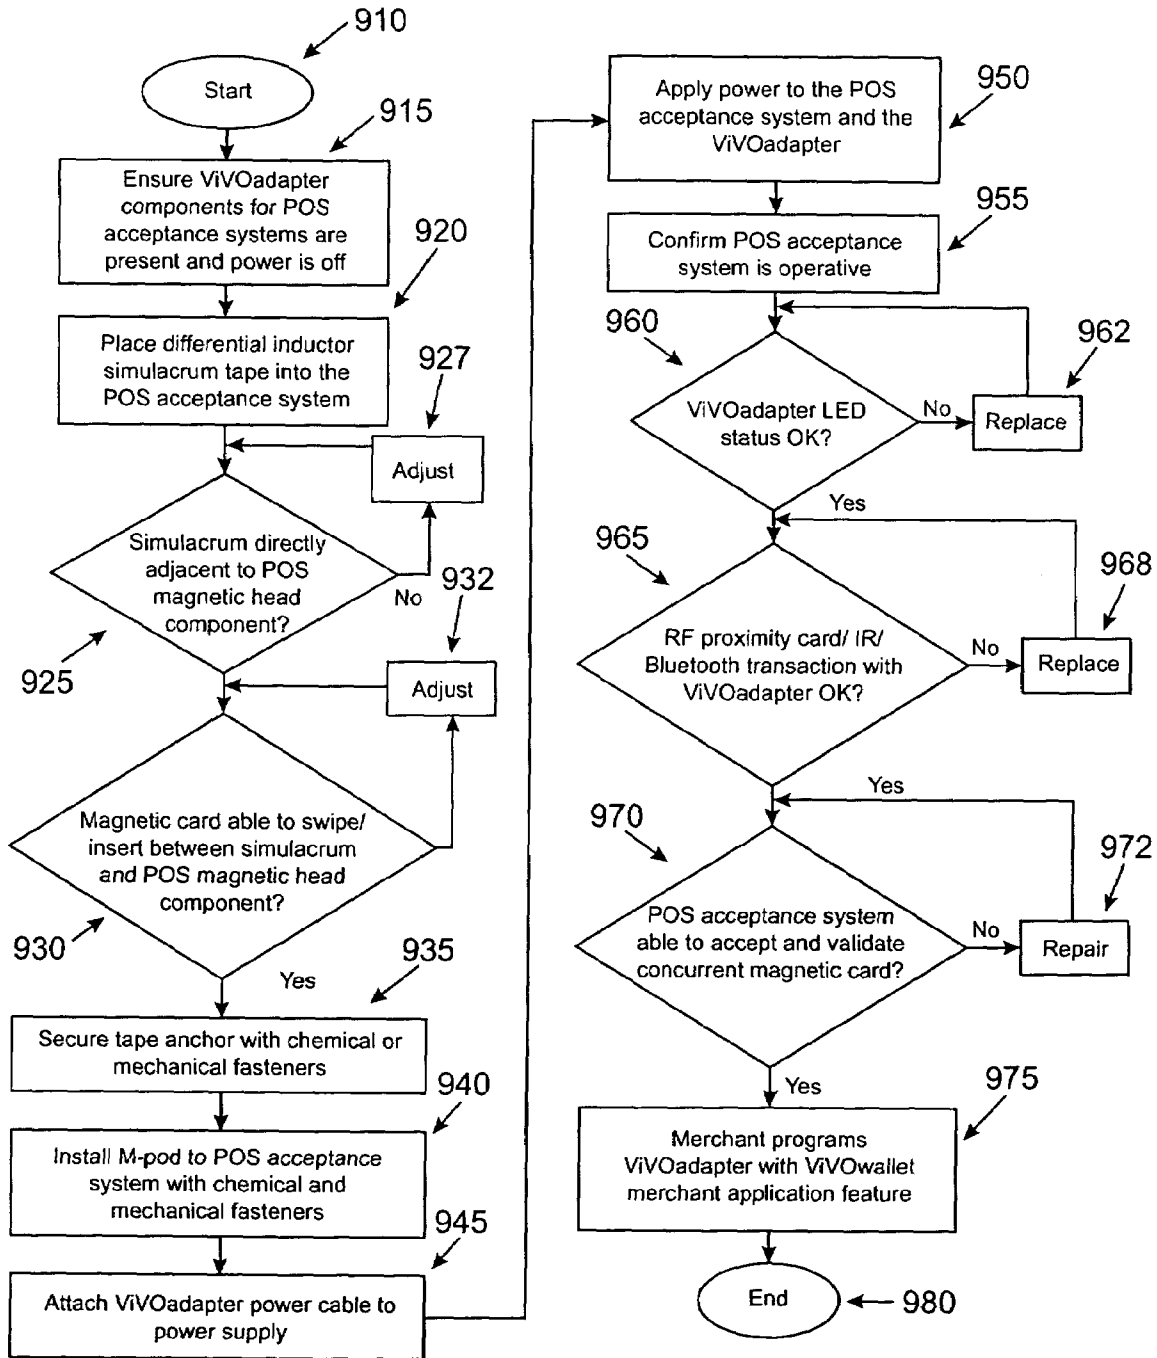 910
Start
915
Ensure ViVOadapter
components for POS
acceptance systems are
present and power is off
920
Place differential inductor
simulacrum tape into the
POS acceptance system
927
Adjust
Simulacrum directly
adjacent to POS
magnetic head
component?
No
925
932
Adjust
Magnetic card able to swipe/
insert between simulacrum
and POS magnetic head
component?
930
Yes
935
Secure tape anchor with chemical or
mechanical fasteners
940
Install M-pod to POS acceptance
system with chemical and
mechanical fasteners
945
Attach ViVOadapter power cable to
power supply
Apply power to the POS
acceptance system and the
ViVOadapter
950
955
Confirm POS acceptance
system is operative
960
962
ViVOadapter LED
status OK?
No
Replace
Yes
965
968
RF proximity card/ IR/
Bluetooth transaction with
ViVOadapter OK?
No
Replace
Yes
970
972
POS acceptance system
able to accept and validate
concurrent magnetic card?
No
Repair
Yes
975
Merchant programs
ViVOadapter with ViVOwallet
merchant application feature
End
980